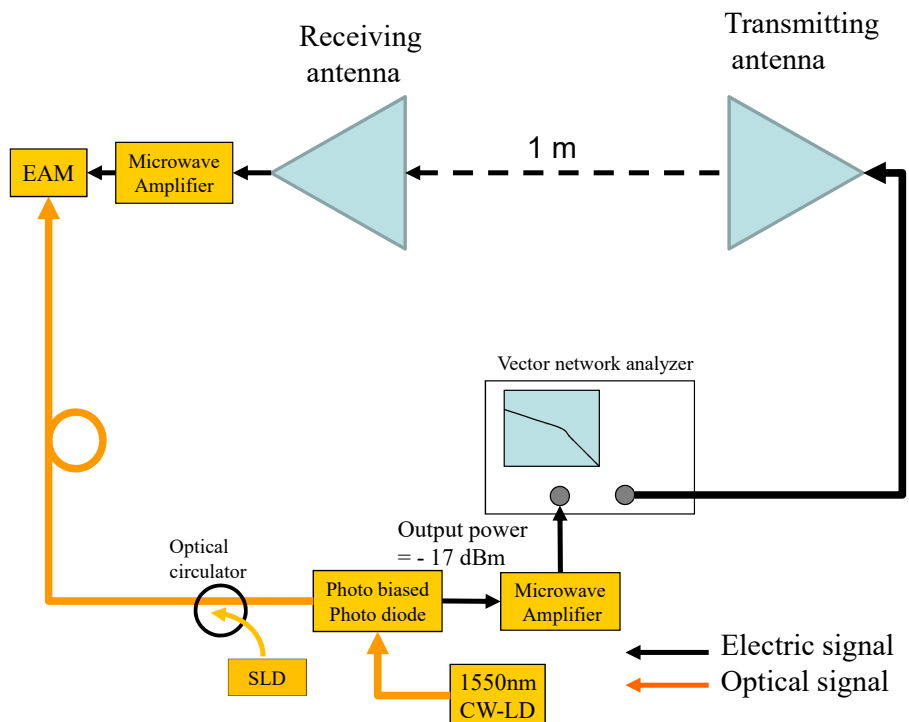 Receiving
antenna
Transmitting
antenna
1 m
EAM
Microwave
Amplifier
Vector network analyzer
Output power
= - 17 dBm
Optical
circulator
Photo biased
Photo diode
Microwave
Amplifier
SLD
1550nm
CW-LD
Electric signal
Optical signal